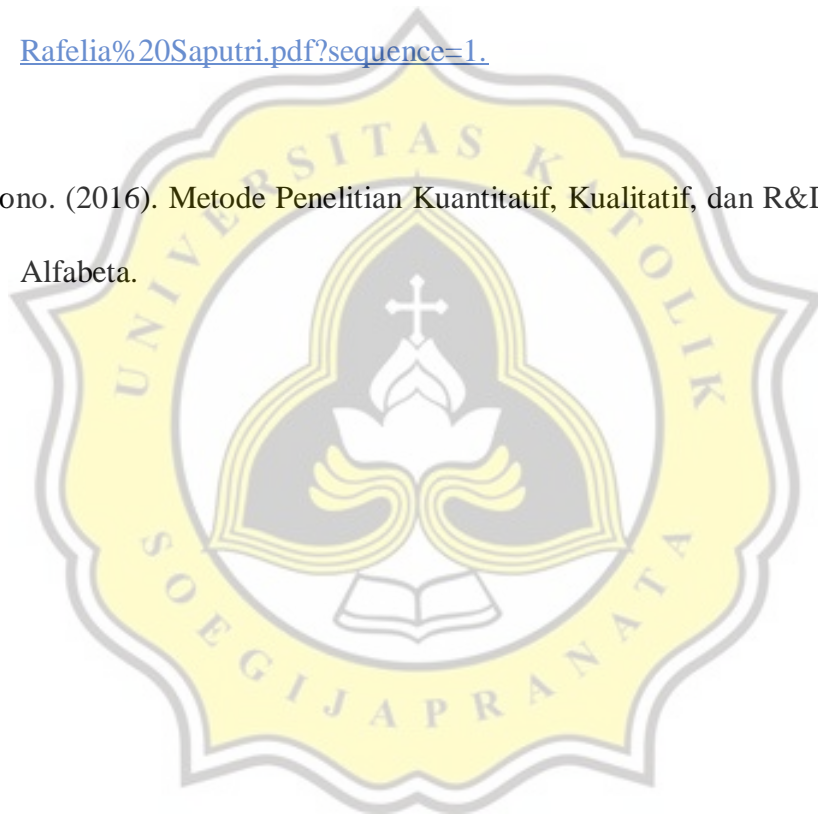 Rafelia%20Saputri.pdf?sequence=1.
ono. (2016). Metode Penelitian Kuantitatif, Kualitatif, dan R&D
Alfabeta.
UNIVERSITAS KATOLIK
SOEGIJAPRANATA